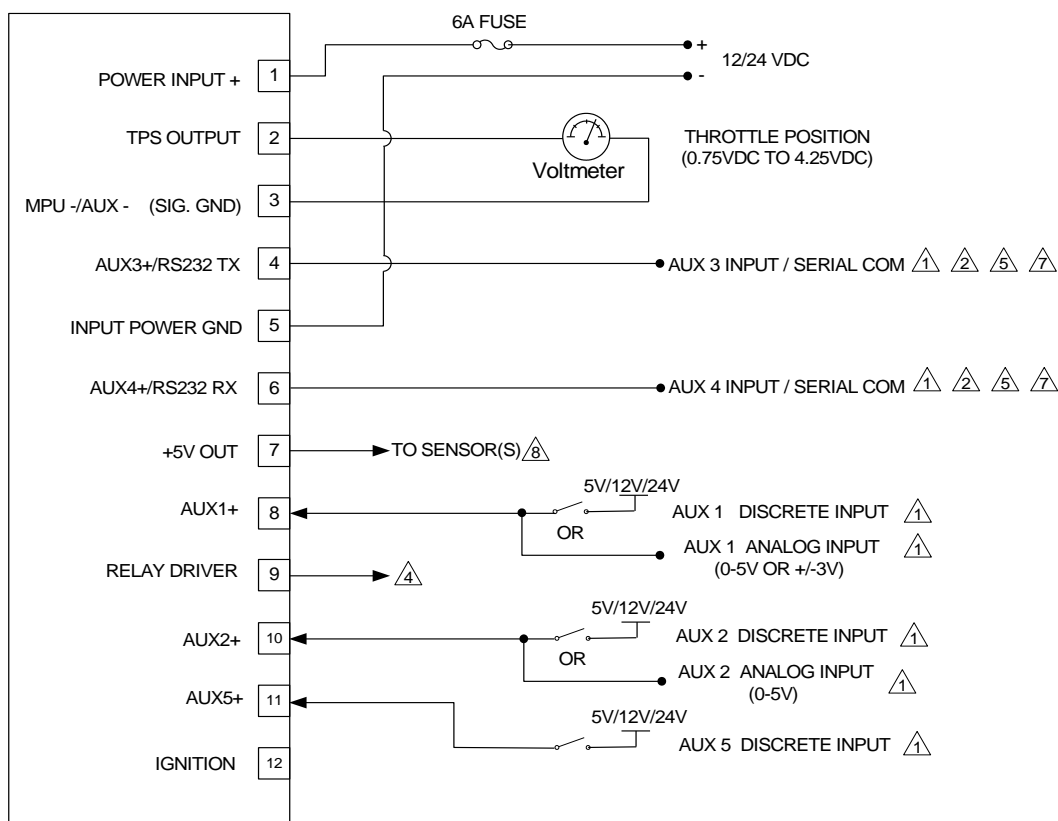 6A FUSE
+
12/24 VDC
-
POWER INPUT + 1
TPS OUTPUT 2
Voltmeter
THROTTLE POSITION
(0.75VDC TO 4.25VDC)
MPU -/AUX - (SIG. GND) 3
AUX3+/RS232 TX 4
AUX 3 INPUT / SERIAL COM 1 2 5 7
INPUT POWER GND 5
AUX4+/RS232 RX 6
AUX 4 INPUT / SERIAL COM 1 2 5 7
+5V OUT 7
TO SENSOR(S) 8
5V/12V/24V
AUX1+ 8
AUX 1 DISCRETE INPUT 1
OR
AUX 1 ANALOG INPUT 1
(0-5V OR +/-3V)
RELAY DRIVER 9
4
5V/12V/24V
AUX2+ 10
AUX 2 DISCRETE INPUT 1
OR
AUX 2 ANALOG INPUT 1
(0-5V)
AUX5+ 11
5V/12V/24V
AUX 5 DISCRETE INPUT 1
IGNITION 12